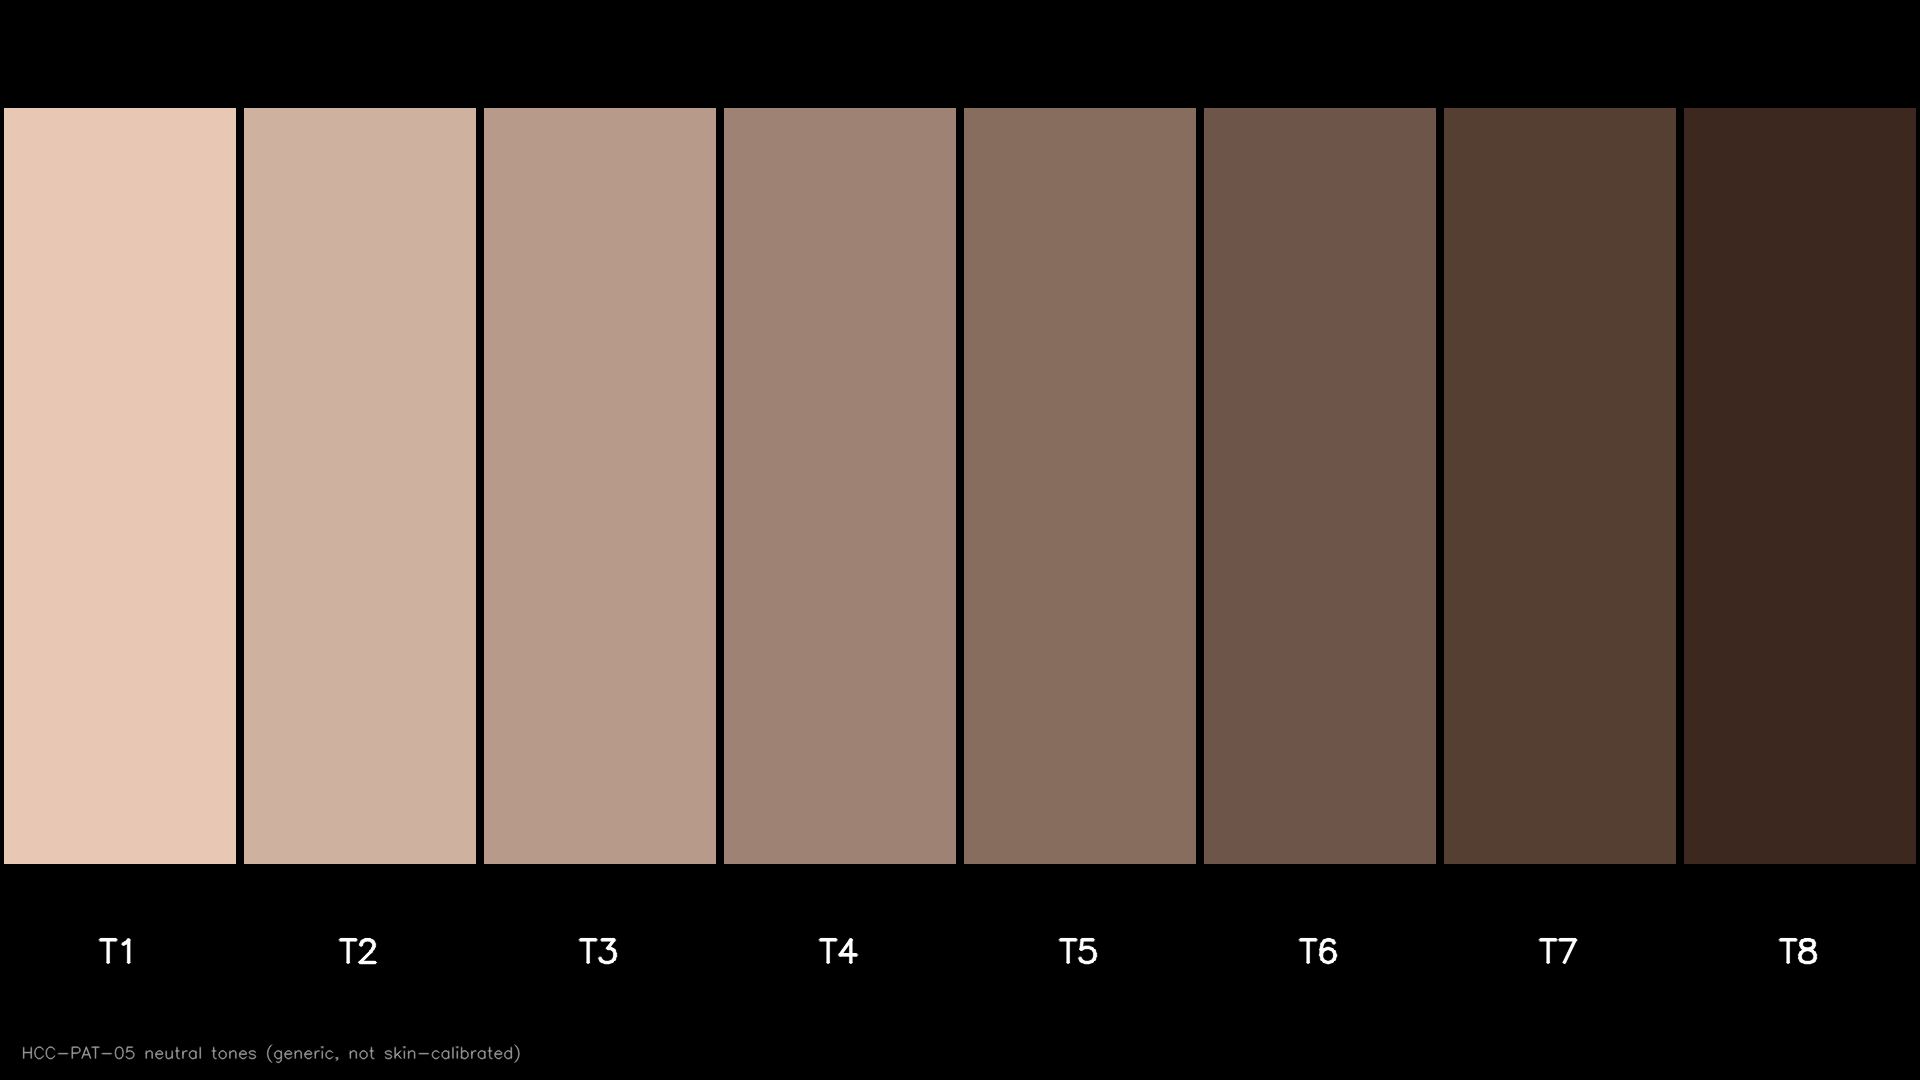 T1 T2 T3 T4 T5 T6 T7 T8
HCC-PAT-05 neutral tones (generic, not skin-calibrated)